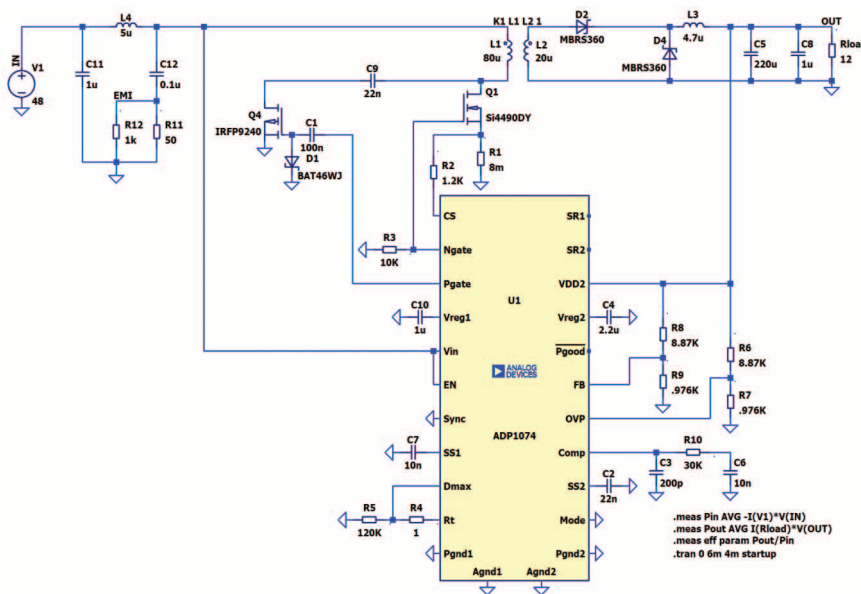 L4
5u
IN
V1
48
C11
1u
C12
0.1u
EMI
R12
1k
R11
50
K1 L1 L2 1
L1
80u
L2
20u
D2
MBRS360
D4
MBRS360
L3
4.7u
OUT
C5
220u
C8
1u
Rload
12
C9
22n
Q4
IRFP9240
C1
100n
D1
BAT46WJ
Q1
Si4490DY
R2
1.2K
R1
8m
R3
10K
C10
1u
C7
10n
R5
120K
R4
1
CS
Ngate
Pgate
Vreg1
Vin
EN
Sync
SS1
Dmax
Rt
Pgnd1
Agnd1
Agnd2
U1
ANALOG
DEVICES
ADP1074
SR1
SR2
VDD2
Vreg2
Pgood
FB
OVP
Comp
SS2
Mode
Pgnd2
C4
2.2u
R8
8.87K
R9
.976K
R6
8.87K
R7
.976K
R10
30K
C3
200p
C6
10n
C2
22n
.meas Pin AVG -I(V1)*V(IN)
.meas Pout AVG I(Rload)*V(OUT)
.meas eff param Pout/Pin
.tran 0 6m 4m startup